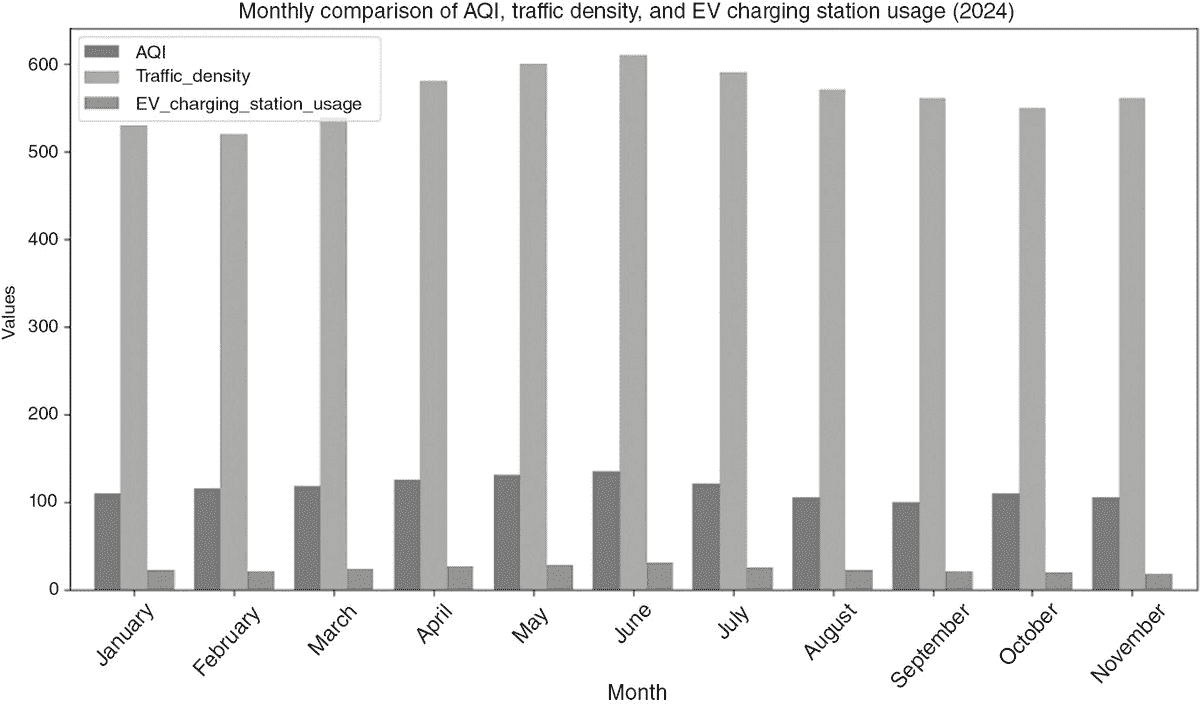 Monthly comparison of AQI, traffic density, and EV charging station usage (2024)
AQI
Traffic_density
EV_charging_station_usage
600
500
400
300
200
100
0
Values
January
February
March
April
May
June
July
August
September
October
November
Month